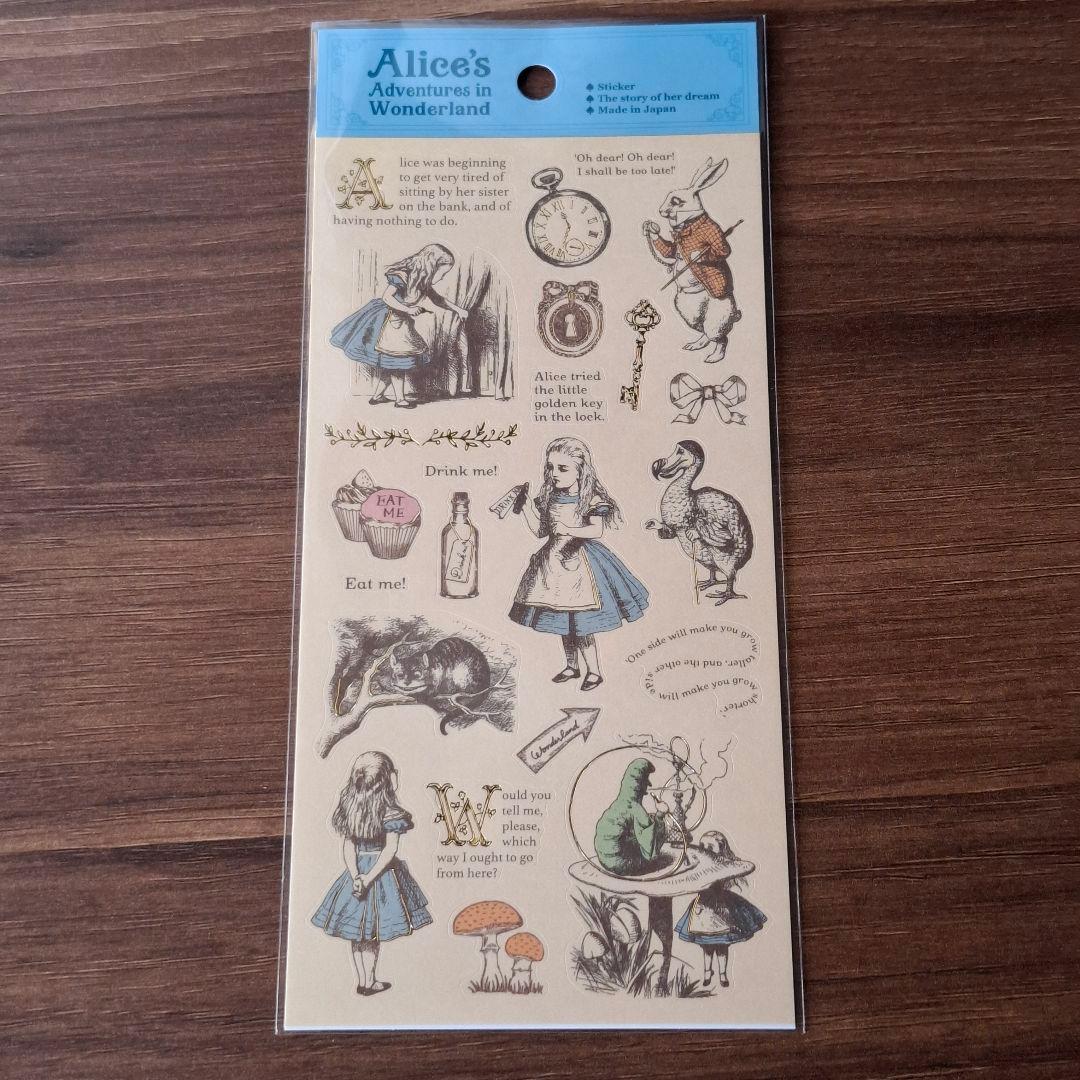 Alice's
Adventures in
Wonderland
♠ Sticker
♠ The story of her dream
♠ Made in Japan
Alice was beginning
to get very tired of
sitting by her sister
on the bank, and of
having nothing to do.
'Oh dear! Oh dear!
I shall be too late!'
Alice tried
the little
golden key
in the lock.
Drink me!
EAT
ME
Eat me!
'One side will make you grow
taller, and the other side
will make you grow shorter.'
Wonderland
Would you
tell me,
please,
which
way I ought to go
from here?